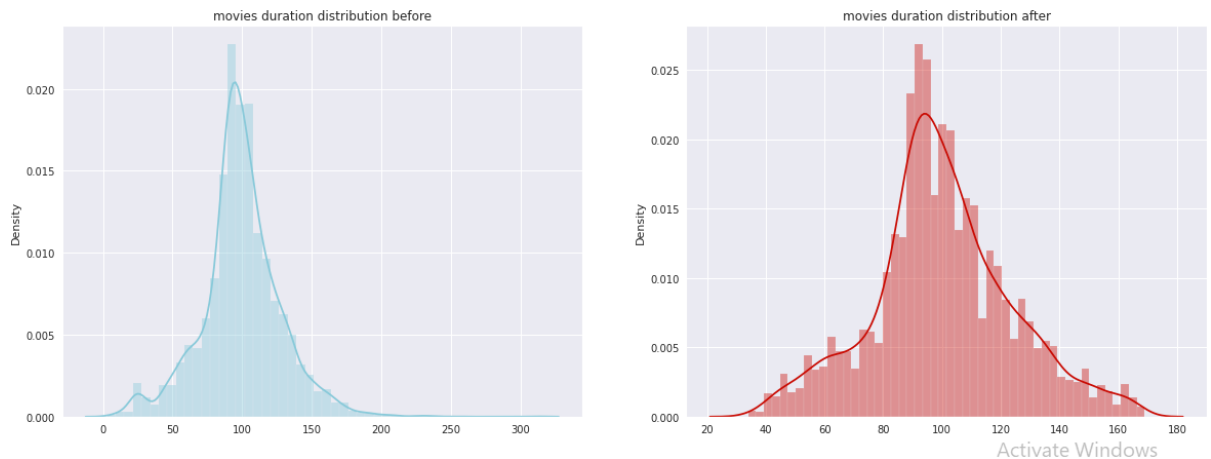 movies duration distribution before
0.020
0.015
0.010
0.005
0.000
Density
0 50 100 150 200 250 300
movies duration distribution after
0.025
0.020
0.015
0.010
0.005
0.000
Density
20 40 60 80 100 120 140 160 180
Activate Windows